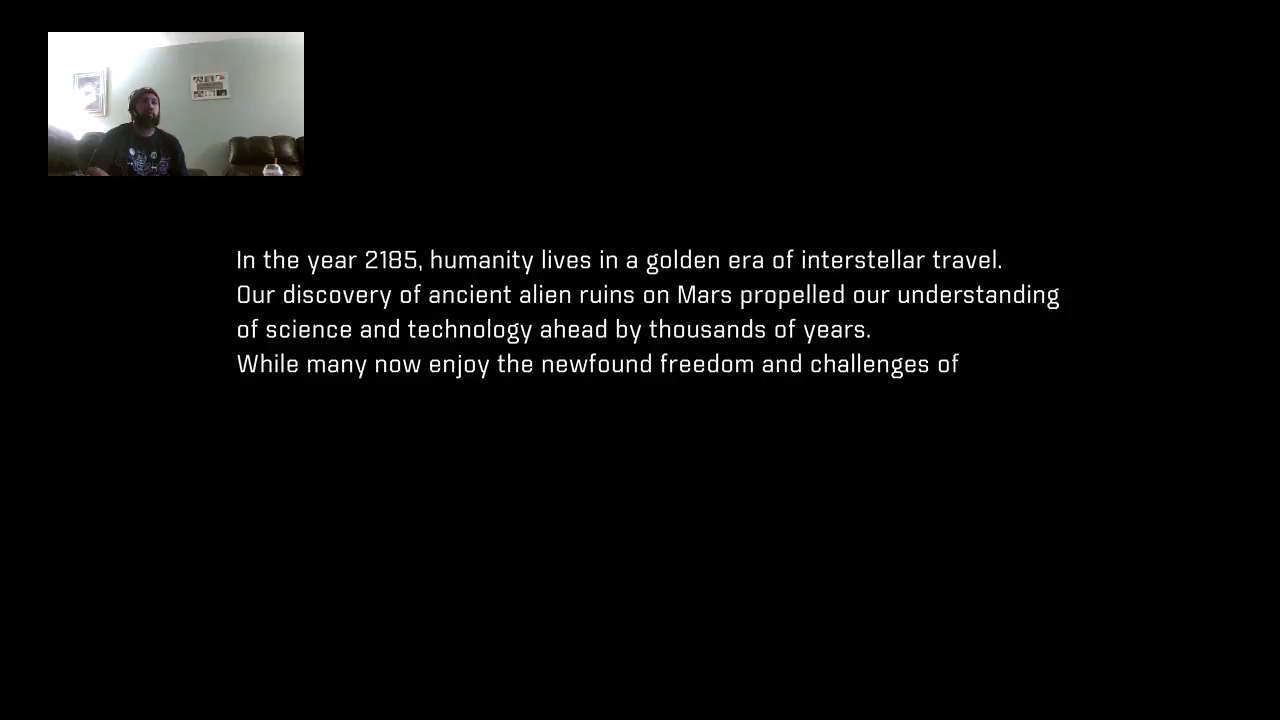 In the year 2185, humanity lives in a golden era of interstellar travel.
Our discovery of ancient alien ruins on Mars propelled our understanding
of science and technology ahead by thousands of years.
While many now enjoy the newfound freedom and challenges of